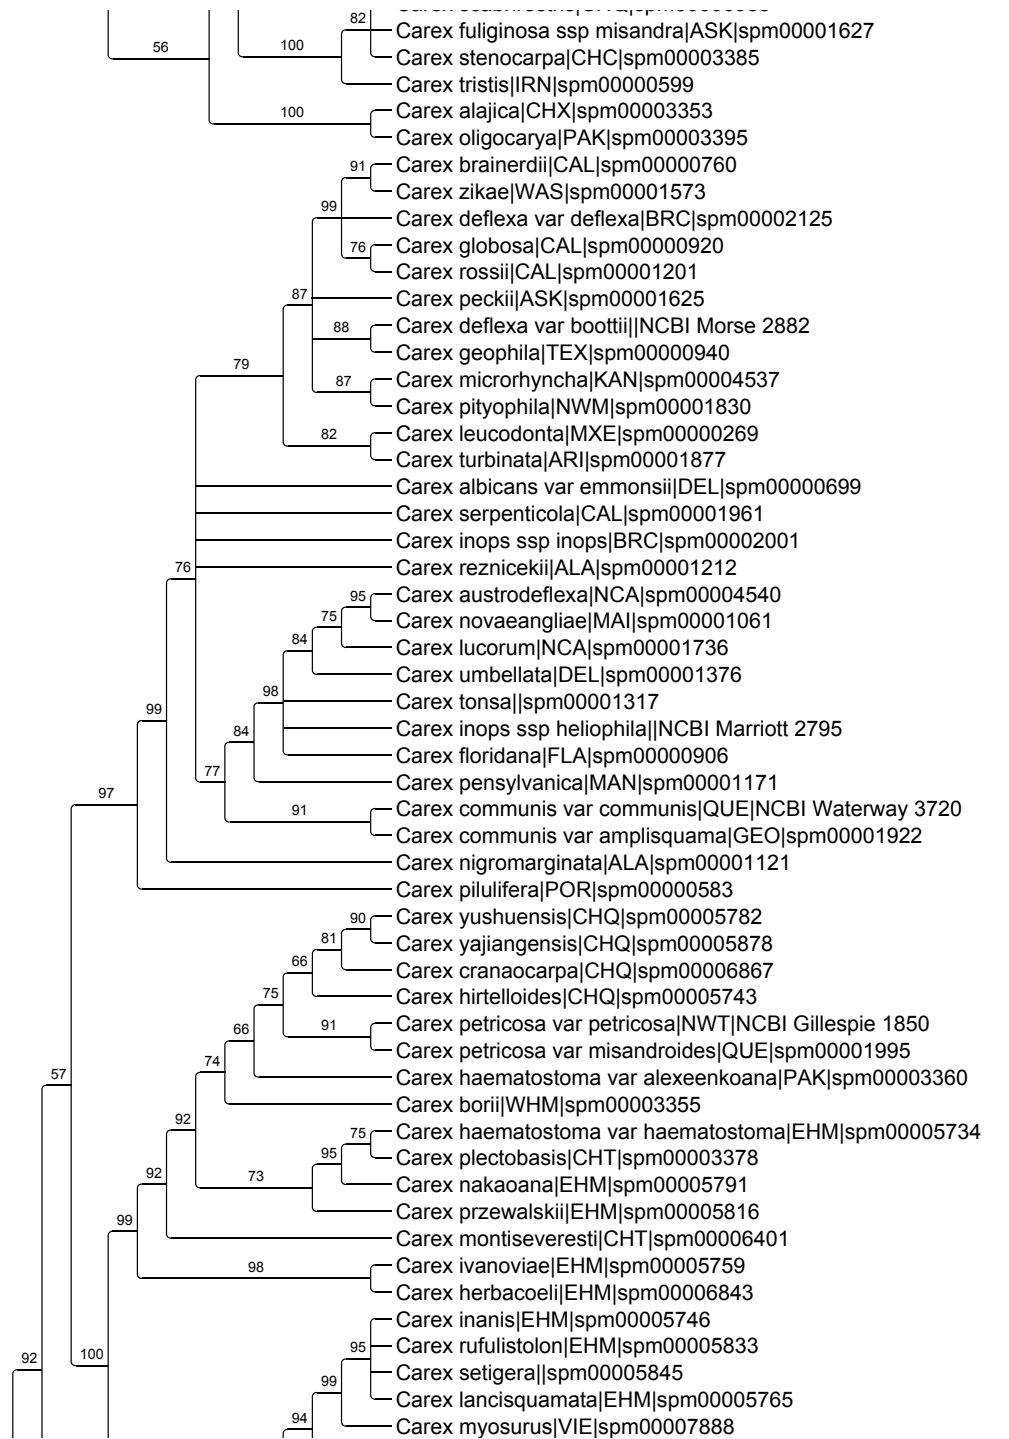 82
Carex fuliginosa ssp misandra|ASK|spm00001627
56
100
Carex stenocarpa|CHC|spm00003385
Carex tristis|IRN|spm00000599
100
Carex alajica|CHX|spm00003353
Carex oligocarya|PAK|spm00003395
91
Carex brainerdii|CAL|spm00000760
Carex zikae|WAS|spm00001573
99
Carex deflexa var deflexa|BRC|spm00002125
76
Carex globosa|CAL|spm00000920
Carex rossii|CAL|spm00001201
87
Carex peckii|ASK|spm00001625
88
Carex deflexa var boottii||NCBI Morse 2882
Carex geophila|TEX|spm00000940
79
87
Carex microrhyncha|KAN|spm00004537
Carex pityophila|NWM|spm00001830
82
Carex leucodonta|MXE|spm00000269
Carex turbinata|ARI|spm00001877
Carex albicans var emmonsii|DEL|spm00000699
Carex serpenticola|CAL|spm00001961
Carex inops ssp inops|BRC|spm00002001
76
Carex reznicekii|ALA|spm00001212
95
Carex austrodeflexa|NCA|spm00004540
75
Carex novaeangliae|MAI|spm00001061
84
Carex lucorum|NCA|spm00001736
Carex umbellata|DEL|spm00001376
98
Carex tonsa||spm00001317
99
84
Carex inops ssp heliophila||NCBI Marriott 2795
Carex floridana|FLA|spm00000906
77
Carex pensylvanica|MAN|spm00001171
97
91
Carex communis var communis|QUE|NCBI Waterway 3720
Carex communis var amplisquama|GEO|spm00001922
Carex nigromarginata|ALA|spm00001121
Carex pilulifera|POR|spm00000583
90
Carex yushuensis|CHQ|spm00005782
81
Carex yajiangensis|CHQ|spm00005878
66
Carex cranaocarpa|CHQ|spm00006867
75
Carex hirtelloides|CHQ|spm00005743
66
91
Carex petricosa var petricosa|NWT|NCBI Gillespie 1850
Carex petricosa var misandroides|QUE|spm00001995
57
74
Carex haematostoma var alexeenkoana|PAK|spm00003360
Carex borii|WHM|spm00003355
92
75
Carex haematostoma var haematostoma|EHM|spm00005734
95
Carex plectobasis|CHT|spm00003378
92
73
Carex nakaoana|EHM|spm00005791
99
Carex przewalskii|EHM|spm00005816
Carex montiseveresti|CHT|spm00006401
98
Carex ivanoviae|EHM|spm00005759
Carex herbacoeli|EHM|spm00006843
Carex inanis|EHM|spm00005746
95
Carex rufulistolon|EHM|spm00005833
92
100
Carex setigera||spm00005845
99
Carex lancisquamata|EHM|spm00005765
94
Carex myosurus|VIE|spm00007888